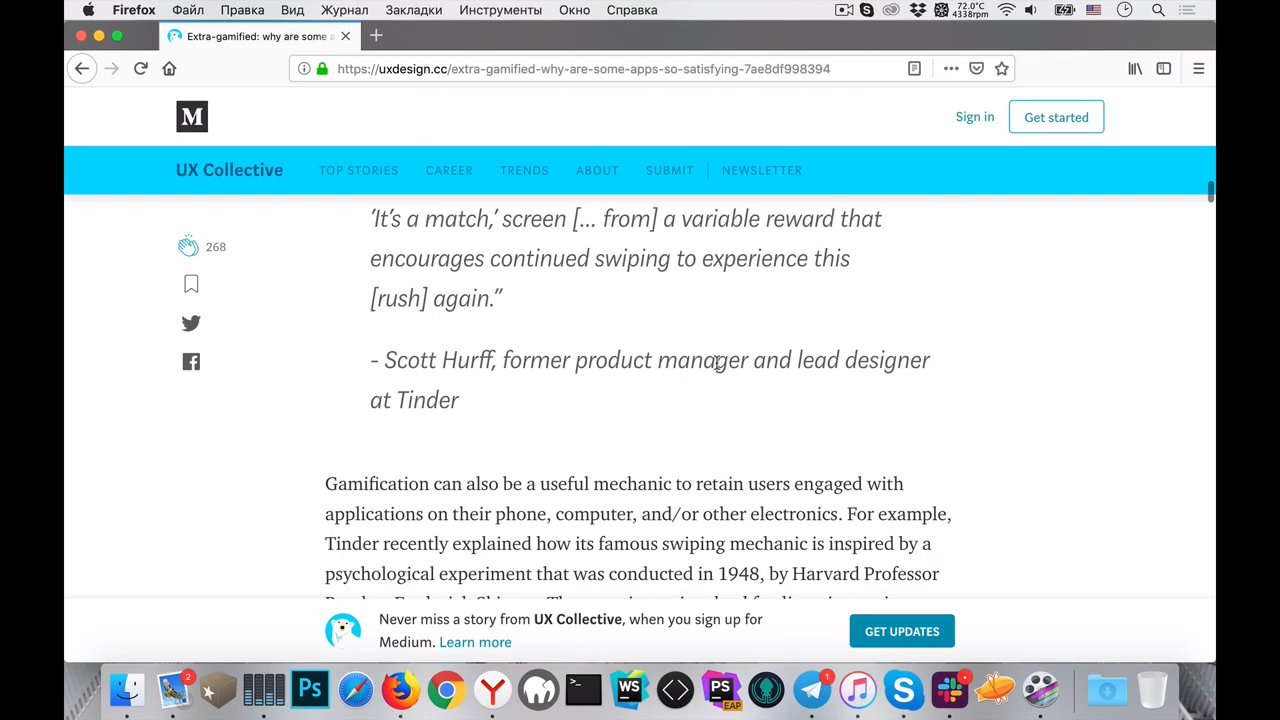 Firefox Файл Правка Вид Журнал Закладки Инструменты Окно Справка 72.0°C 4338rpm
Extra-gamified: why are some a
https://uxdesign.cc/extra-gamified-why-are-some-apps-so-satisfying-7ae8df998394
M Sign in Get started
UX Collective TOP STORIES CAREER TRENDS ABOUT SUBMIT NEWSLETTER
'It's a match,' screen [... from] a variable reward that
encourages continued swiping to experience this
[rush] again.”
268
- Scott Hurff, former product manager and lead designer
at Tinder
Gamification can also be a useful mechanic to retain users engaged with
applications on their phone, computer, and/or other electronics. For example,
Tinder recently explained how its famous swiping mechanic is inspired by a
psychological experiment that was conducted in 1948, by Harvard Professor
Never miss a story from UX Collective, when you sign up for
Medium. Learn more
GET UPDATES
2 Ps WS PS EAP 1